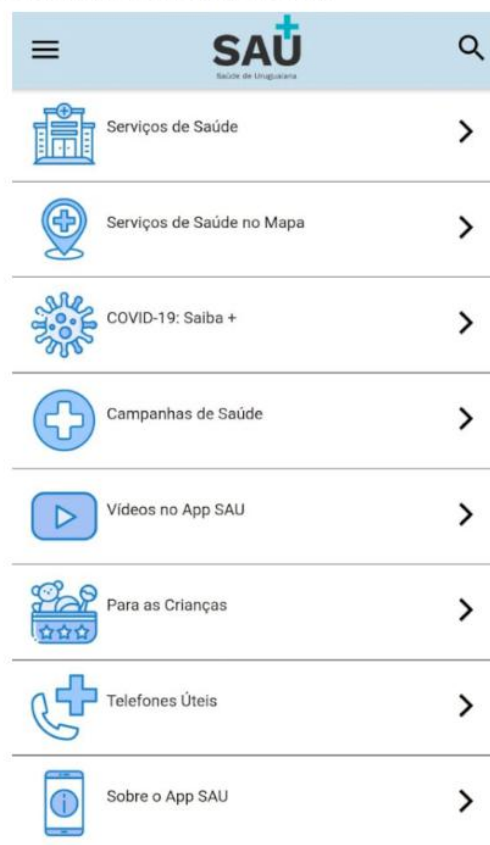 SAU
Saúde de Uruguaiana
Serviços de Saúde
Serviços de Saúde no Mapa
COVID-19: Saiba +
Campanhas de Saúde
Vídeos no App SAU
Para as Crianças
Telefones Úteis
Sobre o App SAU